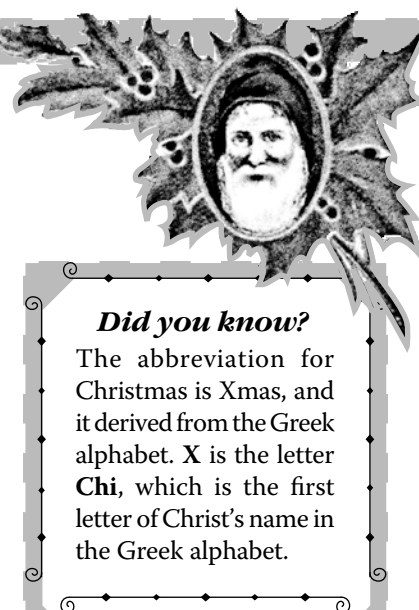 Did you know?
The abbreviation for
Christmas is Xmas, and
it derived from the Greek
alphabet. X is the letter
Chi, which is the first
letter of Christ's name in
the Greek alphabet.